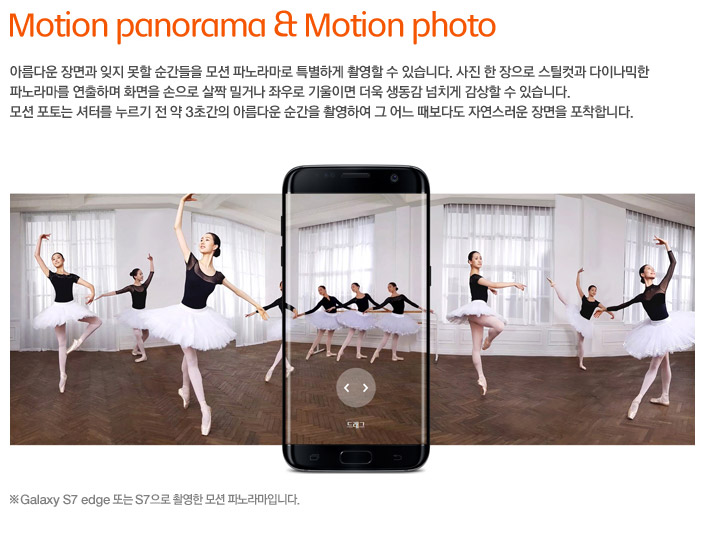 Motion panorama & Motion photo
아름다운 장면과 잊지 못할 순간들을 모션 파노라마로 특별하게 촬영할 수 있습니다. 사진 한 장으로 스틸컷과 다이나믹한
파노라마를 연출하며 화면을 손으로 살짝 밀거나 좌우로 기울이면 더욱 생동감 넘치게 감상할 수 있습니다.
모션 포토는 셔터를 누르기 전 약 3초간의 아름다운 순간을 촬영하여 그 어느 때보다도 자연스러운 장면을 포착합니다.
드래그
※ Galaxy S7 edge 또는 S7으로 촬영한 모션 파노라마입니다.